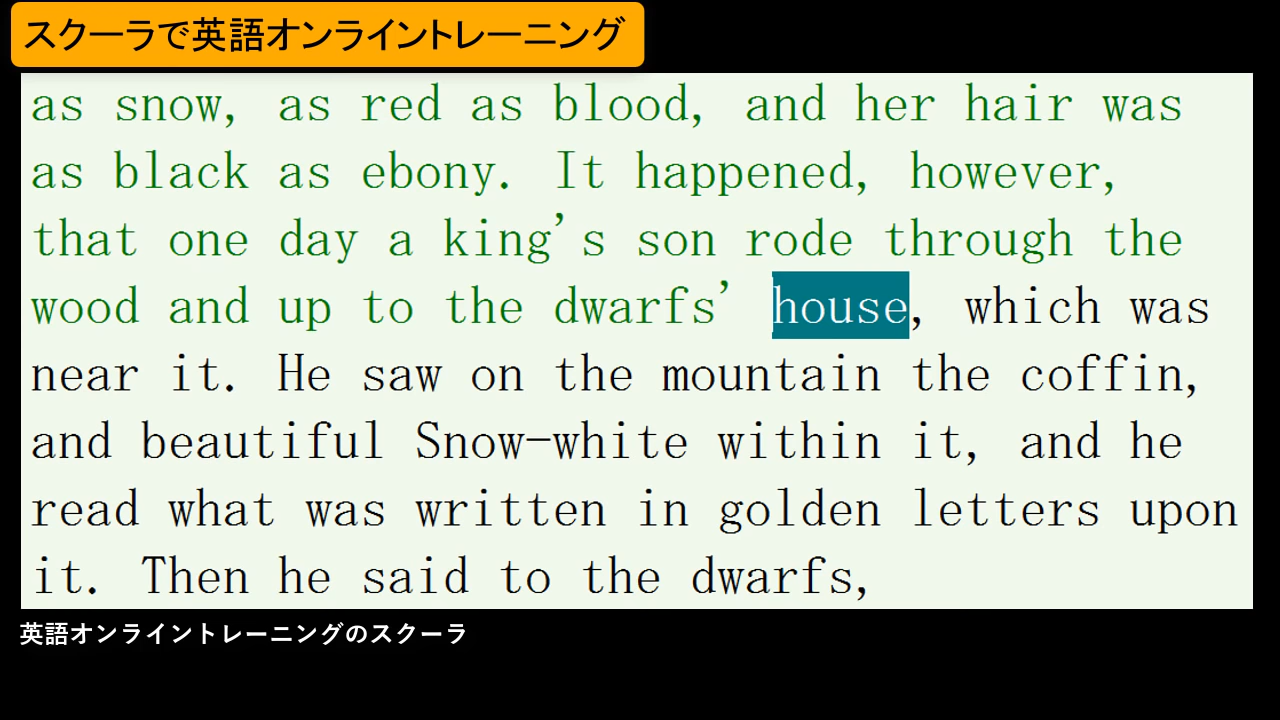 スクーラで英語オンライントレーニング
as snow, as red as blood, and her hair was
as black as ebony. It happened, however,
that one day a king’s son rode through the
wood and up to the dwarfs’ house, which was
near it. He saw on the mountain the coffin,
and beautiful Snow-white within it, and he
read what was written in golden letters upon
it. Then he said to the dwarfs,
英語オンライントレーニングのスクーラ